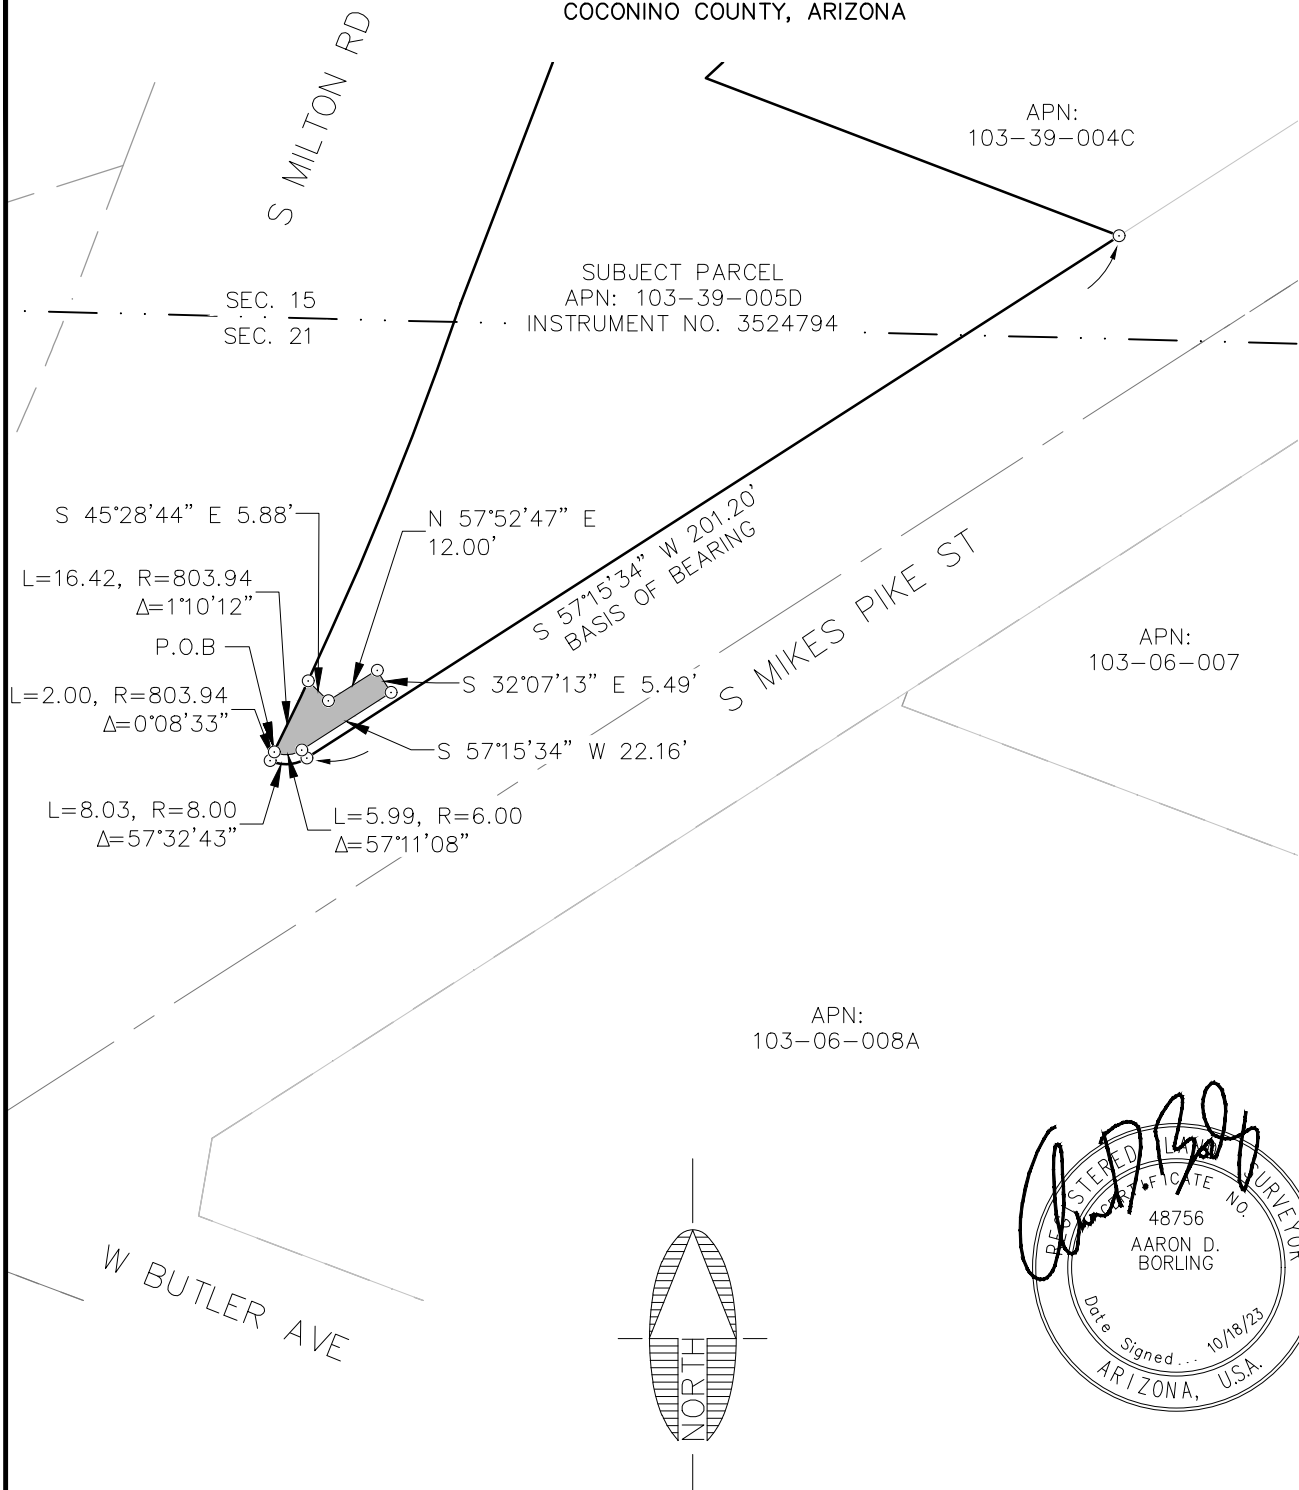 COCONINO COUNTY, ARIZONA
S MILTON RD
APN:
103-39-004C
SUBJECT PARCEL
APN: 103-39-005D
INSTRUMENT NO. 3524794
SEC. 15
SEC. 21
S 45°28'44" E 5.88'
N 57°52'47" E
12.00'
L=16.42, R=803.94
Δ=1°10'12"
P.O.B
L=2.00, R=803.94
Δ=0°08'33"
S 57°15'34" W 201.20'
BASIS OF BEARING
S MIKES PIKE ST
APN:
103-06-007
S 32°07'13" E 5.49'
S 57°15'34" W 22.16'
L=8.03, R=8.00
Δ=57°32'43"
L=5.99, R=6.00
Δ=57°11'08"
APN:
103-06-008A
W BUTLER AVE
NORTH
REGISTERED LAND SURVEYOR
CERTIFICATE NO.
48756
AARON D.
BORLING
Date Signed... 10/18/23
ARIZONA, U.S.A.